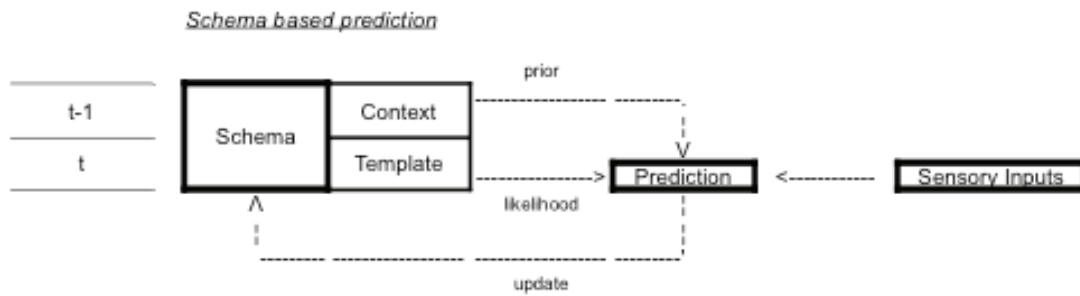 Schema based prediction
prior
t-1
Context
Schema
t
Template
Prediction
Sensory Inputs
likelihood
update